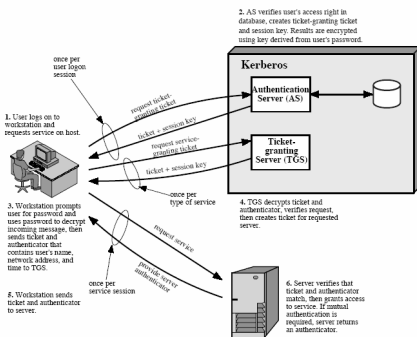 2. AS verifies user's access right in
database, creates ticket-granting ticket
and session key. Results are encrypted
using key derived from user's password.
once per
user logon
session
Kerberos
request ticket-
granting ticket
Authentication
Server (AS)
1. User logs on to
workstation and
requests service on host.
ticket + session key
request service-
granting ticket
Ticket-
granting
Server (TGS)
ticket + session key
3. Workstation prompts
user for password and
uses password to decrypt
incoming message, then
sends ticket and
authenticator that
contains user's name,
network address, and
time to TGS.
once per
type of service
4. TGS decrypts ticket and
authenticator, verifies request,
then creates ticket for requested
server.
request service
once per
service session
provide server
authenticator
5. Workstation sends
ticket and authenticator
to server.
6. Server verifies that
ticket and authenticator
match, then grants access
to service. If mutual
authentication is
required, server returns
an authenticator.